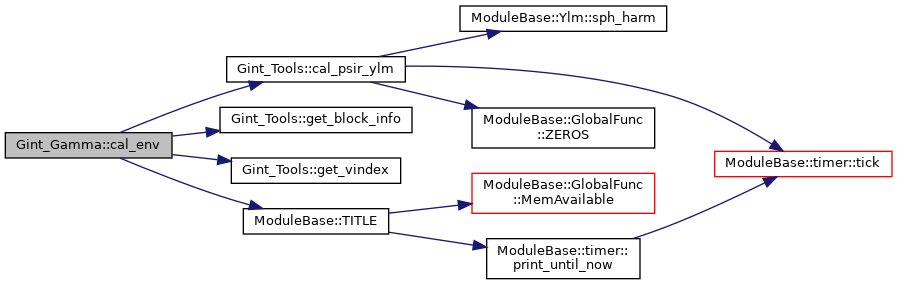 Gint_Gamma::cal_env
Gint_Tools::cal_psir_ylm
Gint_Tools::get_block_info
Gint_Tools::get_vindex
ModuleBase::TITLE
ModuleBase::Ylm::sph_harm
ModuleBase::GlobalFunc
::ZEROS
ModuleBase::GlobalFunc
::MemAvailable
ModuleBase::timer::
print_until_now
ModuleBase::timer::tick